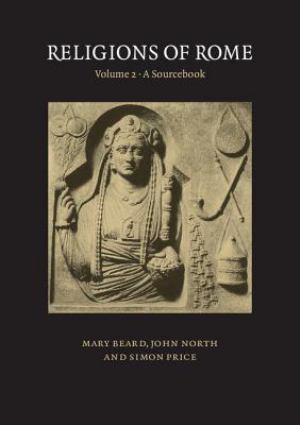 RELIGIONS OF ROME
Volume 2 · A Sourcebook
MARY BEARD, JOHN NORTH
AND SIMON PRICE